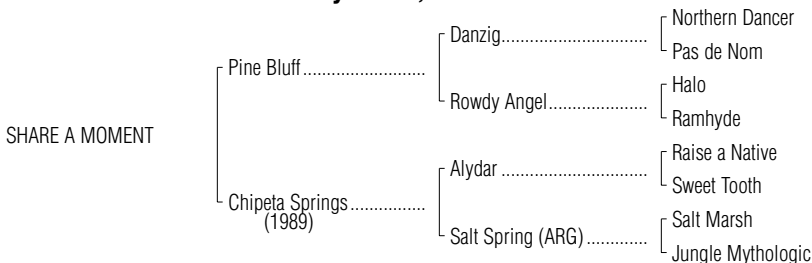 Northern Dancer
Danzig..............................
Pas de Nom
Pine Bluff.........................
Halo
Rowdy Angel....................
Ramhyde
SHARE A MOMENT
Raise a Native
Alydar ..............................
Sweet Tooth
Chipeta Springs...............
(1989)
Salt Marsh
Salt Spring (ARG).............
Jungle Mythologic